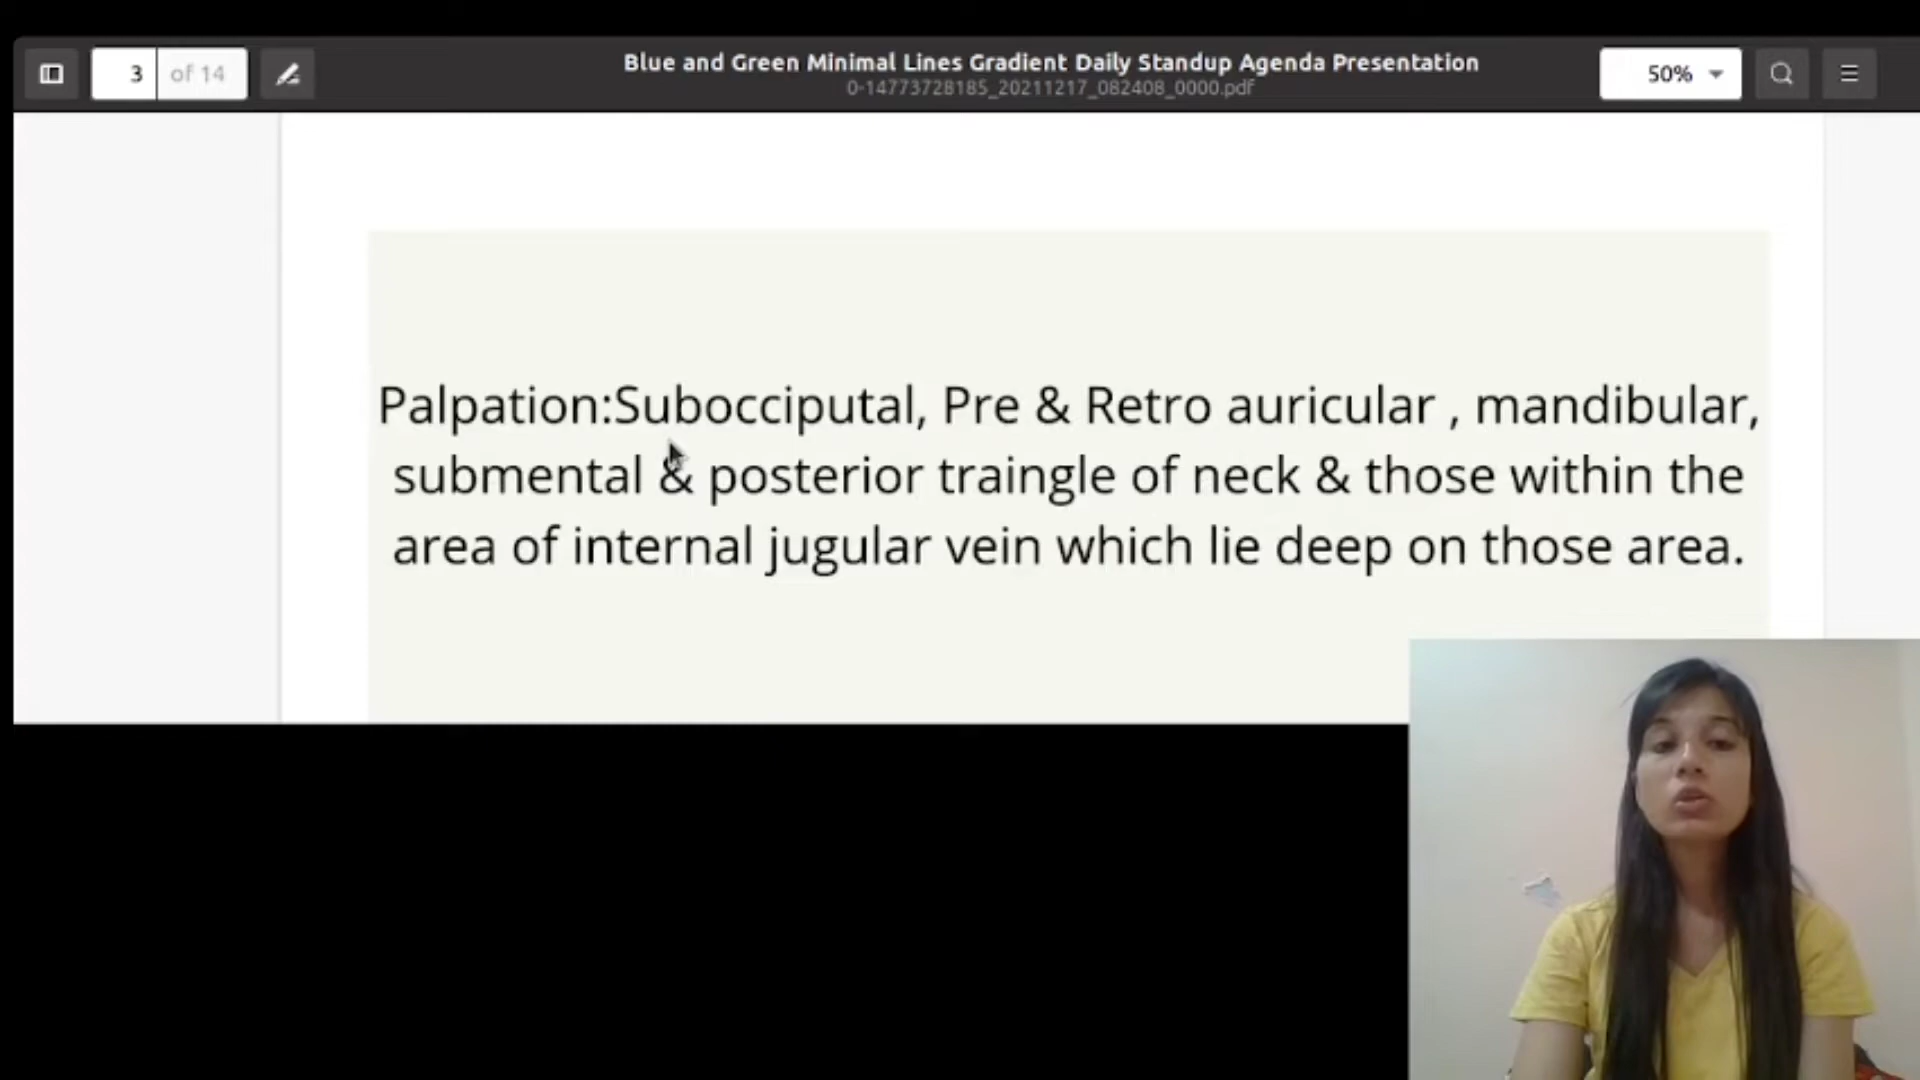 3 of 14
Blue and Green Minimal Lines Gradient Daily Standup Agenda Presentation
0-14773728185_20211217_082408_0000.pdf
50%
Palpation:Subocciputal, Pre & Retro auricular , mandibular,
submental & posterior traingle of neck & those within the
area of internal jugular vein which lie deep on those area.